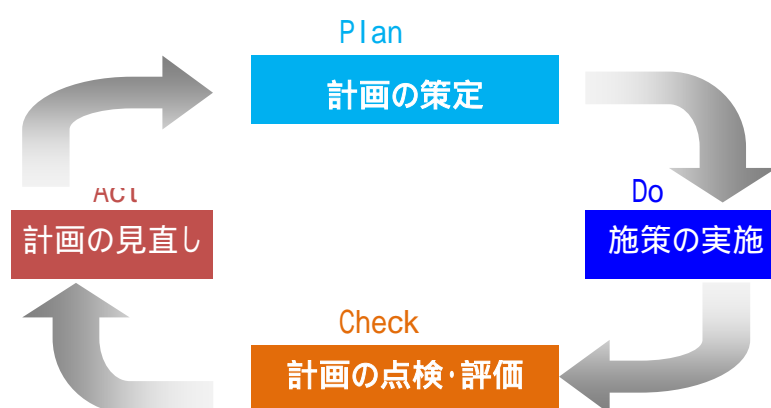 Plan
計画の策定
Act
Do
計画の見直し
施策の実施
Check
計画の点検・評価